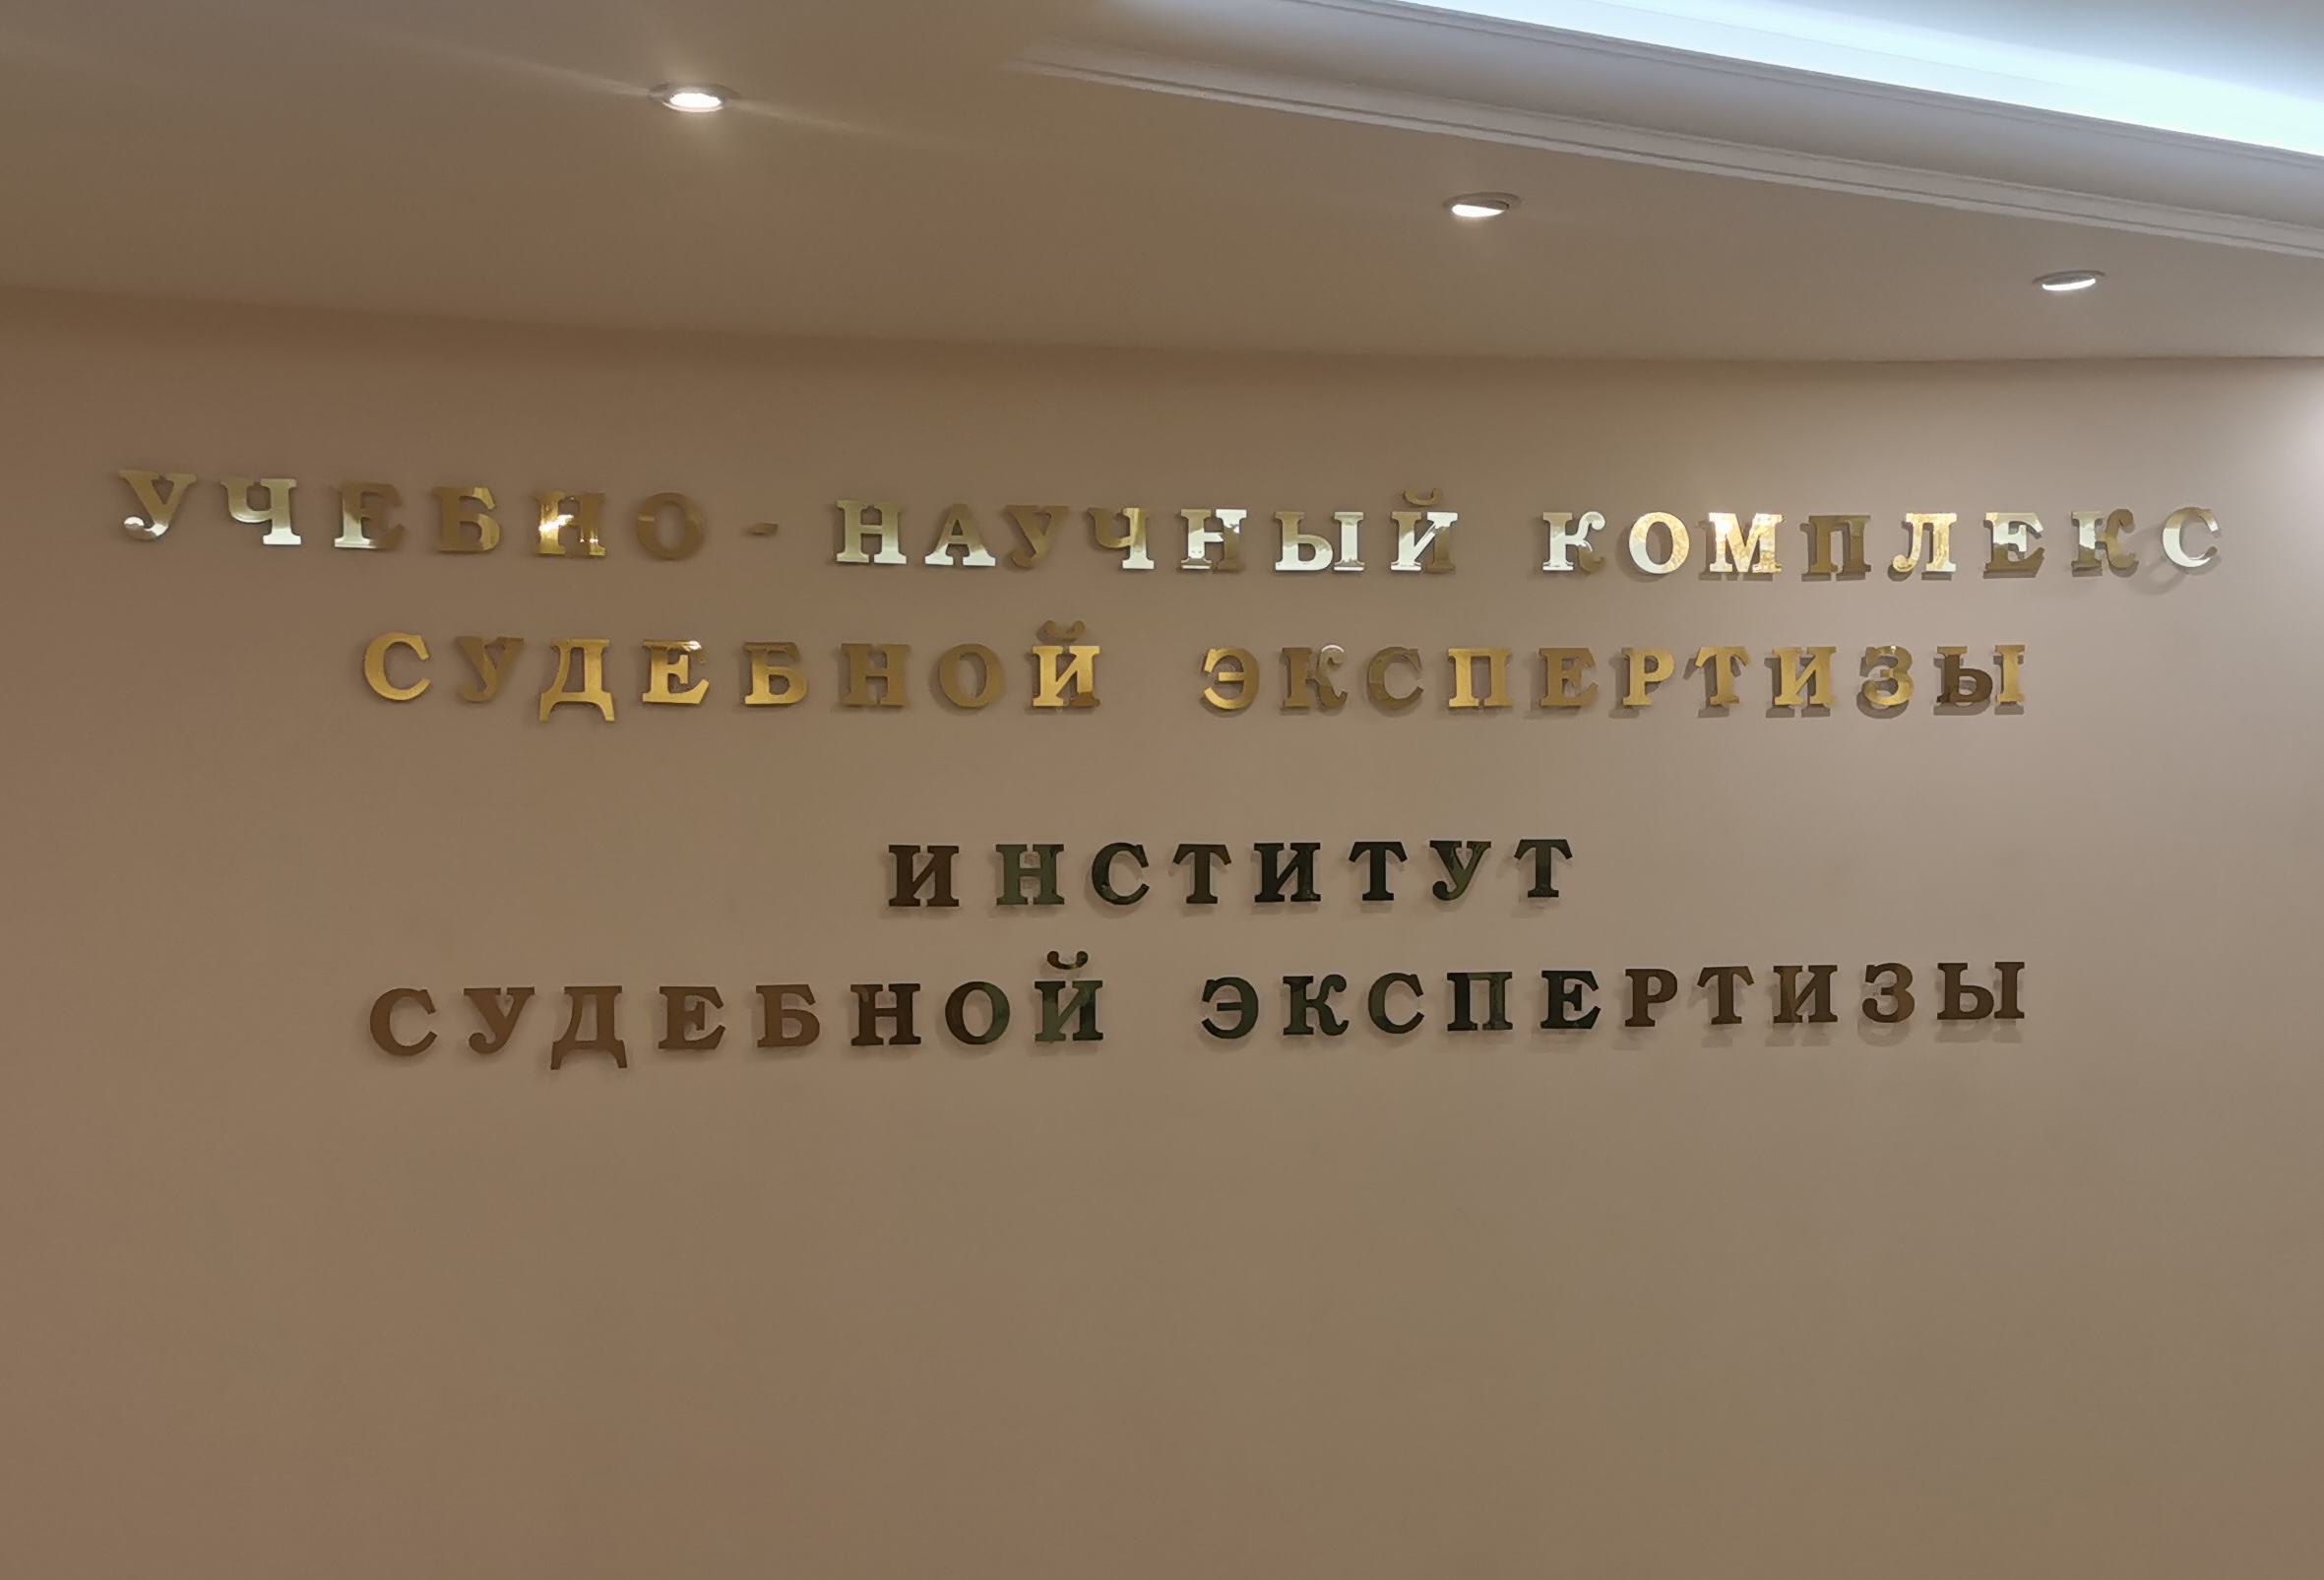 УЧЕБНО - НАУЧНЫЙ КОМПЛЕКС
СУДЕБНОЙ ЭКСПЕРТИЗЫ
ИНСТИТУТ
СУДЕБНОЙ ЭКСПЕРТИЗЫ